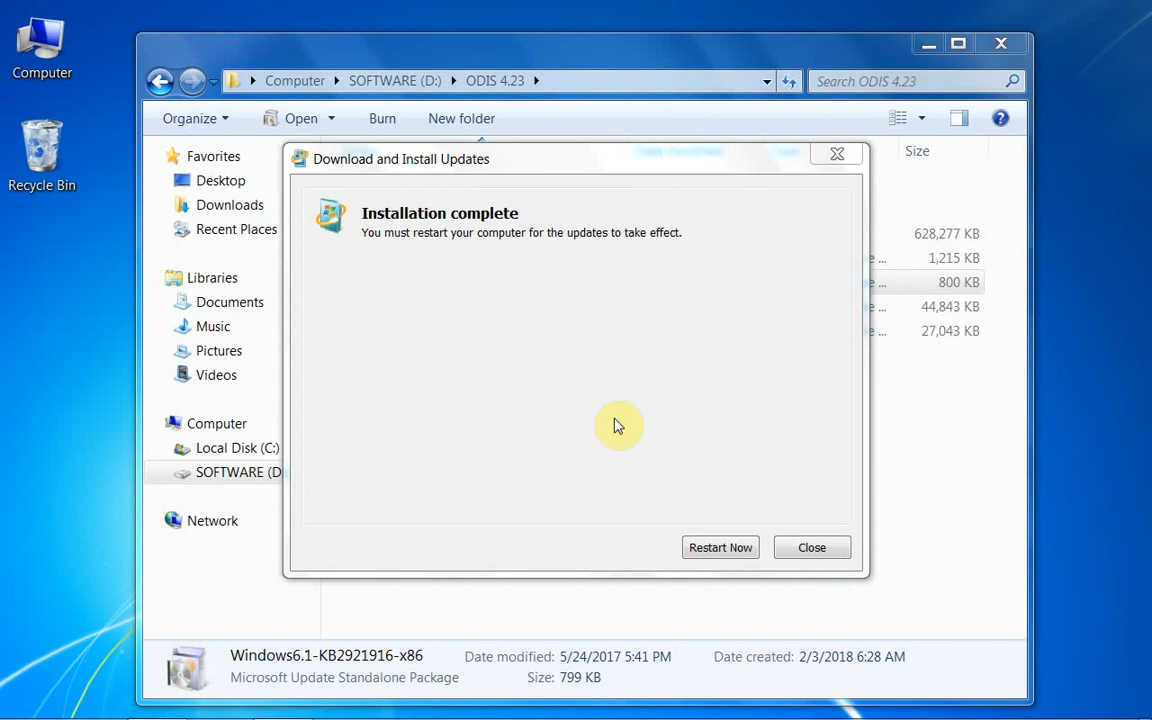 Computer
Recycle Bin
Computer
SOFTWARE (D:)
ODIS 4.23
Search ODIS 4.23
Organize
Open
Burn
New folder
Favorites
Desktop
Downloads
Recent Places
Libraries
Documents
Music
Pictures
Videos
Computer
Local Disk (C:)
SOFTWARE (D
Network
Download and Install Updates
Installation complete
You must restart your computer for the updates to take effect.
Restart Now
Close
Size
628,277 KB
e ...
1,215 KB
800 KB
e ...
44,843 KB
e ...
27,043 KB
Windows6.1-KB2921916-x86
Date modified: 5/24/2017 5:41 PM
Date created: 2/3/2018 6:28 AM
Microsoft Update Standalone Package
Size: 799 KB